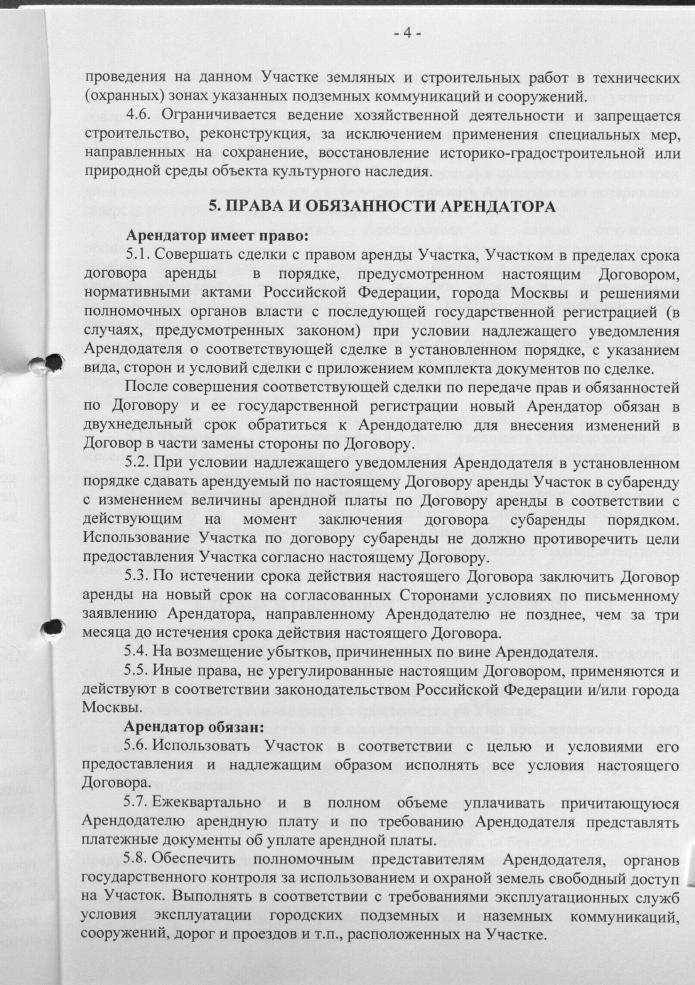 - 4 -
проведения на данном Участке земляных и строительных работ в технических
(охранных) зонах указанных подземных коммуникаций и сооружений.
4.6. Ограничивается ведение хозяйственной деятельности и запрещается
строительство, реконструкция, за исключением применения специальных мер,
направленных на сохранение, восстановление историко-градостроительной или
природной среды объекта культурного наследия.
5. ПРАВА И ОБЯЗАННОСТИ АРЕНДАТОРА
Арендатор имеет право:
5.1. Совершать сделки с правом аренды Участка, Участком в пределах срока
договора аренды в порядке, предусмотренном настоящим Договором,
нормативными актами Российской Федерации, города Москвы и решениями
полномочных органов власти с последующей государственной регистрацией (в
случаях, предусмотренных законом) при условии надлежащего уведомления
Арендодателя о соответствующей сделке в установленном порядке, с указанием
вида, сторон и условий сделки с приложением комплекта документов по сделке.
После совершения соответствующей сделки по передаче прав и обязанностей
по Договору и ее государственной регистрации новый Арендатор обязан в
двухнедельный срок обратиться к Арендодателю для внесения изменений в
Договор в части замены стороны по Договору.
5.2. При условии надлежащего уведомления Арендодателя в установленном
порядке сдавать арендуемый по настоящему Договору аренды Участок в субаренду
с изменением величины арендной платы по Договору аренды в соответствии с
действующим на момент заключения договора субаренды порядком.
Использование Участка по договору субаренды не должно противоречить цели
предоставления Участка согласно настоящему Договору.
5.3. По истечении срока действия настоящего Договора заключить Договор
аренды на новый срок на согласованных Сторонами условиях по письменному
заявлению Арендатора, направленному Арендодателю не позднее, чем за три
месяца до истечения срока действия настоящего Договора.
5.4. На возмещение убытков, причиненных по вине Арендодателя.
5.5. Иные права, не урегулированные настоящим Договором, применяются и
действуют в соответствии законодательством Российской Федерации и/или города
Москвы.
Арендатор обязан:
5.6. Использовать Участок в соответствии с целью и условиями его
предоставления и надлежащим образом исполнять все условия настоящего
Договора.
5.7. Ежеквартально и в полном объеме уплачивать причитающуюся
Арендодателю арендную плату и по требованию Арендодателя представлять
платежные документы об уплате арендной платы.
5.8. Обеспечить полномочным представителям Арендодателя, органов
государственного контроля за использованием и охраной земель свободный доступ
на Участок. Выполнять в соответствии с требованиями эксплуатационных служб
условия эксплуатации городских подземных и наземных коммуникаций,
сооружений, дорог и проездов и т.п., расположенных на Участке.